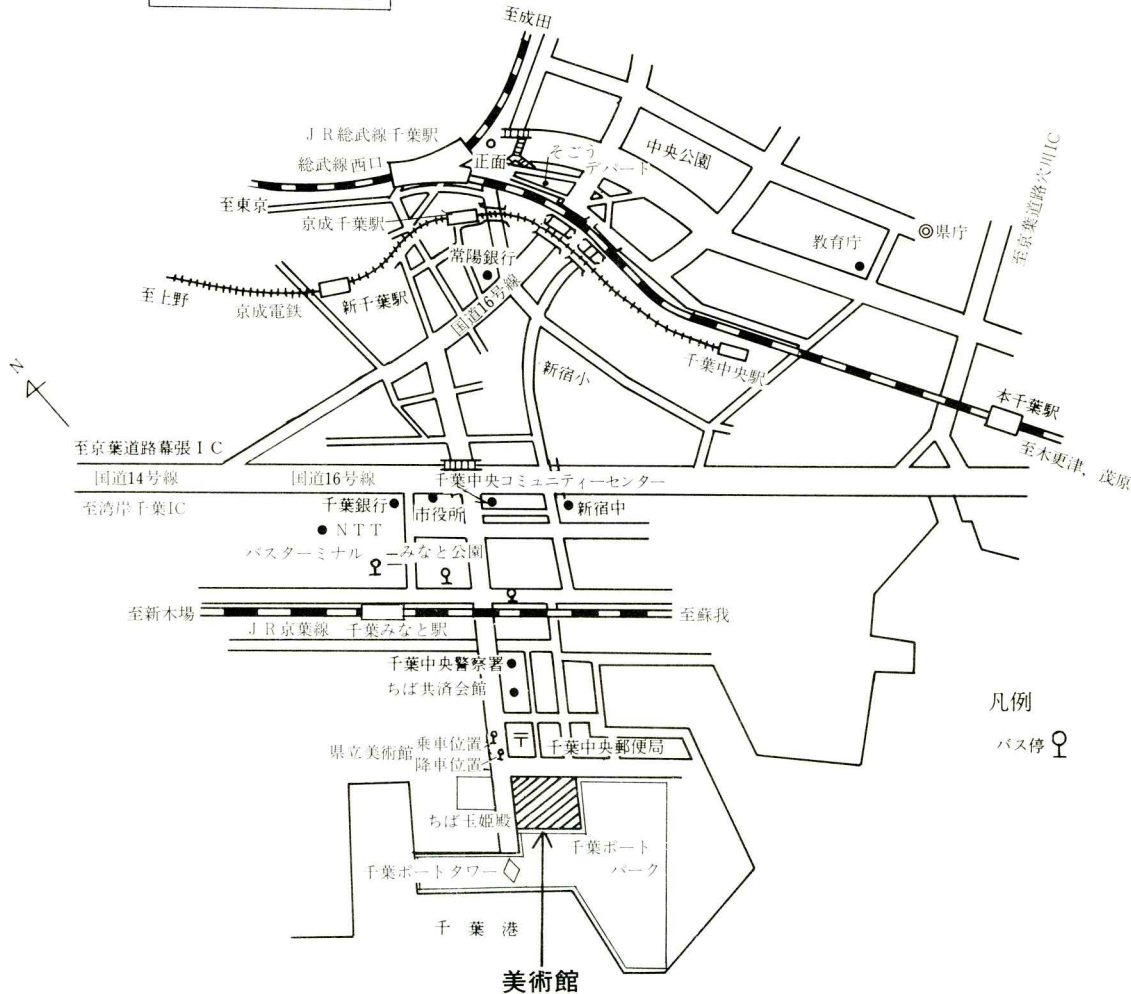 至成田
JR総武線千葉駅
総武線西口
正面
そごう
デパート
中央公園
至京葉道路穴川IC
至東京
京成千葉駅
教育庁
◎県庁
常陽銀行
至上野
京成電鉄
新千葉駅
国道16号線
N
新宿小
千葉中央駅
本千葉駅
至京葉道路幕張IC
至木更津,茂原
国道14号線
国道16号線
千葉中央コミュニティーセンター
至湾岸千葉IC
千葉銀行
市役所
新宿中
NTT
バスターミナル
みなと公園
至新木場
至蘇我
JR京葉線
千葉みなと駅
千葉中央警察署
ちば共済会館
凡例
バス停
県立美術館
乗車位置
降車位置
〒
千葉中央郵便局
ちば玉姫殿
千葉ポート
パーク
千葉ポートタワー
千葉港
美術館